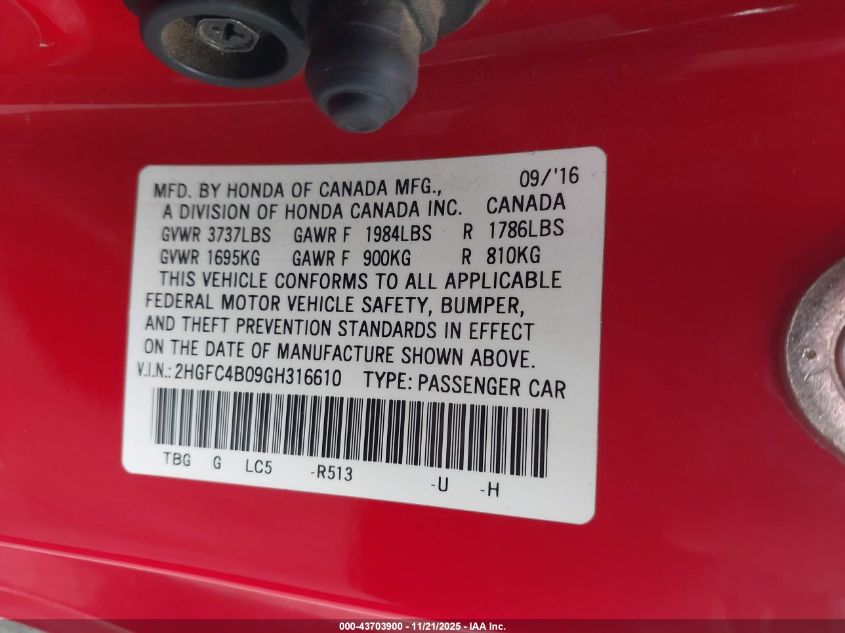 MFD. BY HONDA OF CANADA MFG., 09/'16
A DIVISION OF HONDA CANADA INC. CANADA
GVWR 3737LBS GAWR F 1984LBS R 1786LBS
GVWR 1695KG GAWR F 900KG R 810KG
THIS VEHICLE CONFORMS TO ALL APPLICABLE
FEDERAL MOTOR VEHICLE SAFETY, BUMPER,
AND THEFT PREVENTION STANDARDS IN EFFECT
ON THE DATE OF MANUFACTURE SHOWN ABOVE.
V.I.N.: 2HGFC4B09GH316610 TYPE: PASSENGER CAR
TBG G LC5 -R513 -U -H
000-43703900 - 11/21/2025 - IAA Inc.